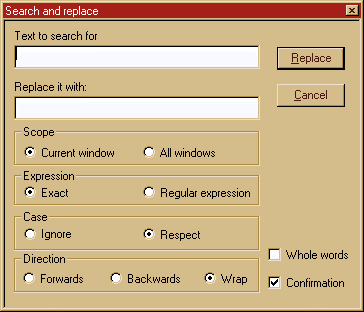 Search and replace
Text to search for
Replace
Replace it with:
Cancel
Scope
Current window All windows
Expression
Exact Regular expression
Case
Ignore Respect
Whole words
Direction
Forwards Backwards Wrap
Confirmation